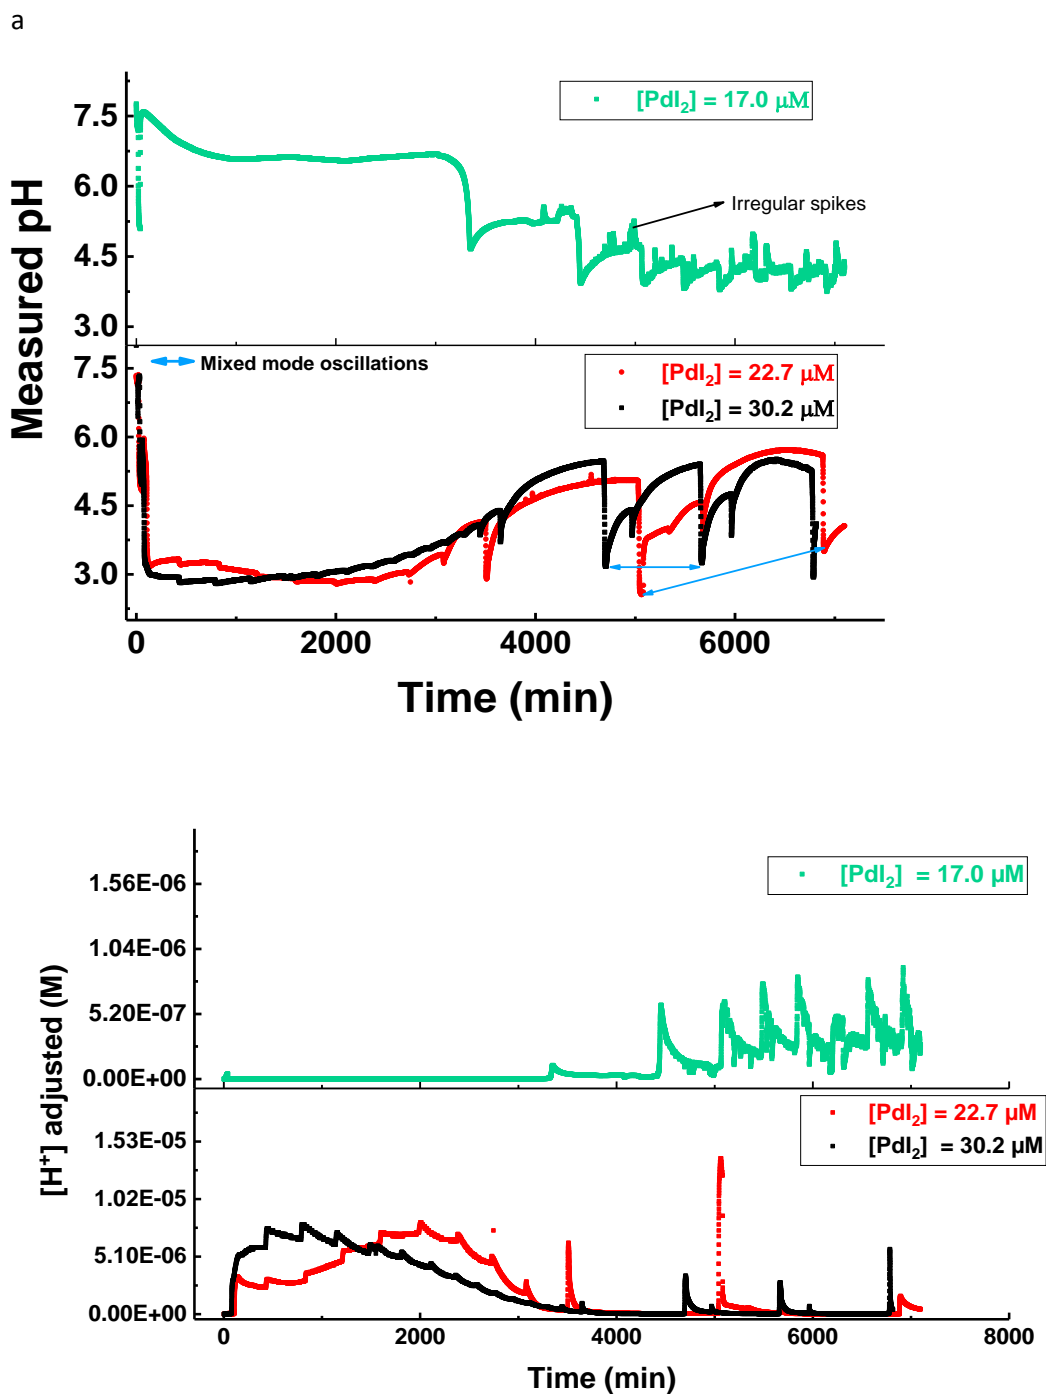 a
[PdI₂] = 17.0 µM
7.5
6.0
4.5
3.0
Irregular spikes
Measured pH
Mixed mode oscillations
[PdI₂] = 22.7 µM
[PdI₂] = 30.2 µM
7.5
6.0
4.5
3.0
0 2000 4000 6000
Time (min)
[PdI₂] = 17.0 µM
1.56E-06
1.04E-06
5.20E-07
0.00E+00
[H⁺] adjusted (M)
[PdI₂] = 22.7 µM
[PdI₂] = 30.2 µM
1.53E-05
1.02E-05
5.10E-06
0.00E+00
0 2000 4000 6000 8000
Time (min)